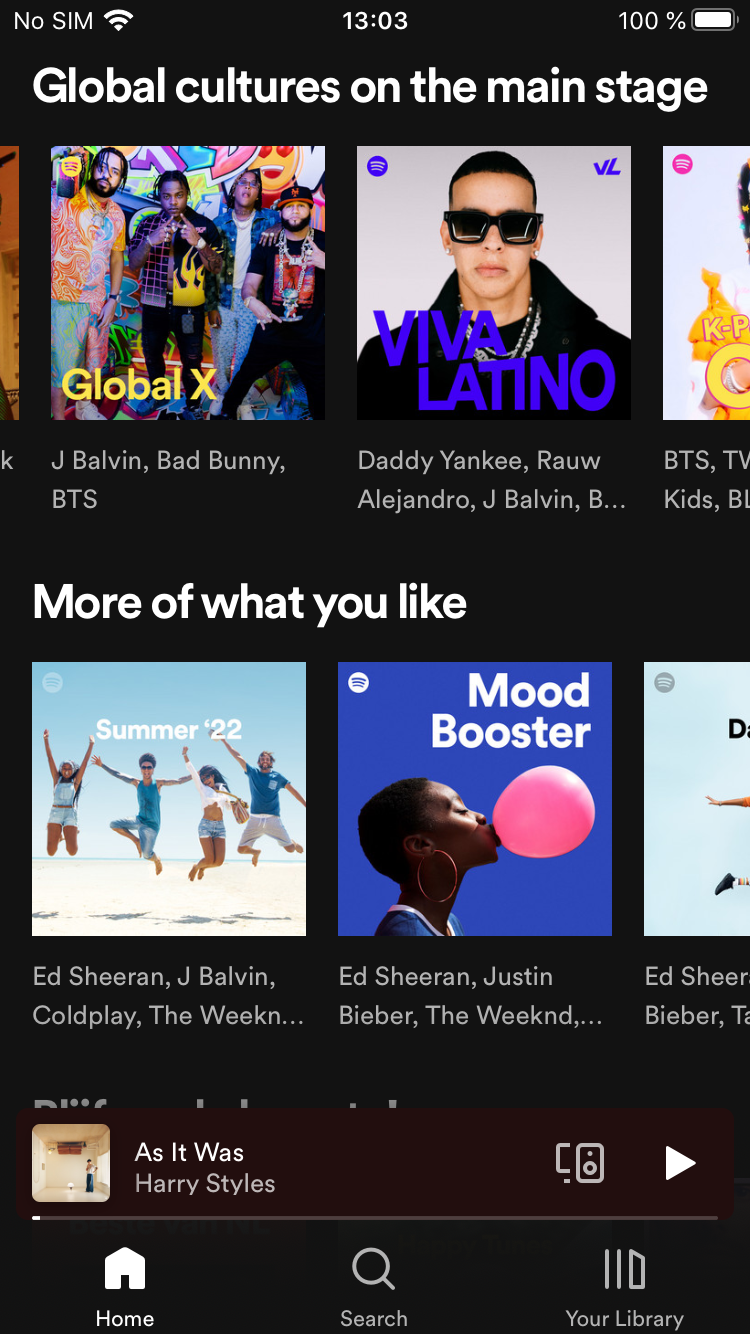 No SIM 13:03 100 %
Global cultures on the main stage
Global X
VL
VIVA
LATINO
K-P
k
J Balvin, Bad Bunny,
BTS
Daddy Yankee, Rauw
Alejandro, J Balvin, B...
BTS, TW
Kids, BL
More of what you like
Summer ‘22
Mood
Booster
Da
Ed Sheeran, J Balvin,
Coldplay, The Weekn...
Ed Sheeran, Justin
Bieber, The Weeknd,...
Ed Sheer
Bieber, Ta
As It Was
Harry Styles
Home
Search
Your Library